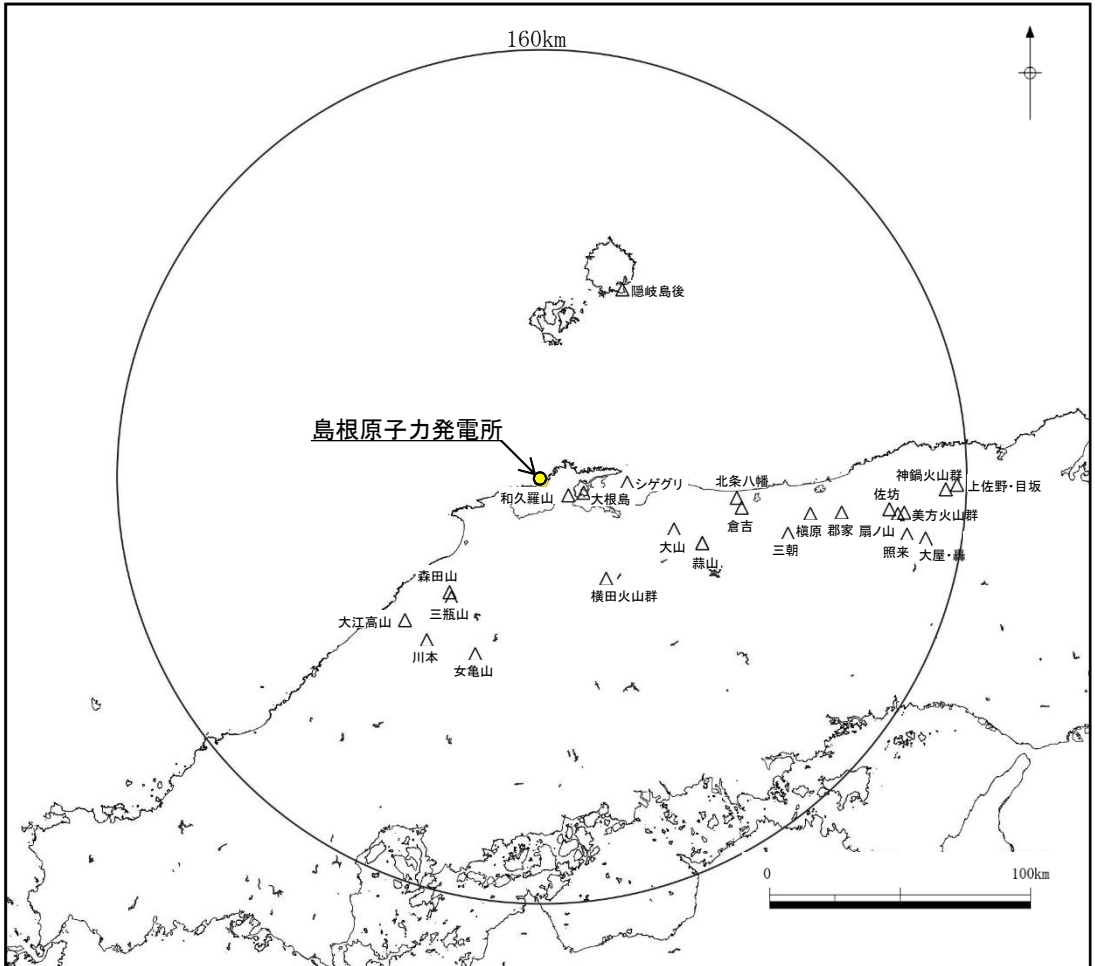 160km
隠岐島後
島根原子力発電所
シゲグリ
和久羅山
大根島
北条八幡
倉吉
神鍋火山群
上佐野・目坂
佐坊
美方火山群
槇原
郡家
扇ノ山
大山
三朝
照来
大屋・轟
蒜山
森田山
三瓶山
横田火山群
大江高山
川本
女亀山
0
100km